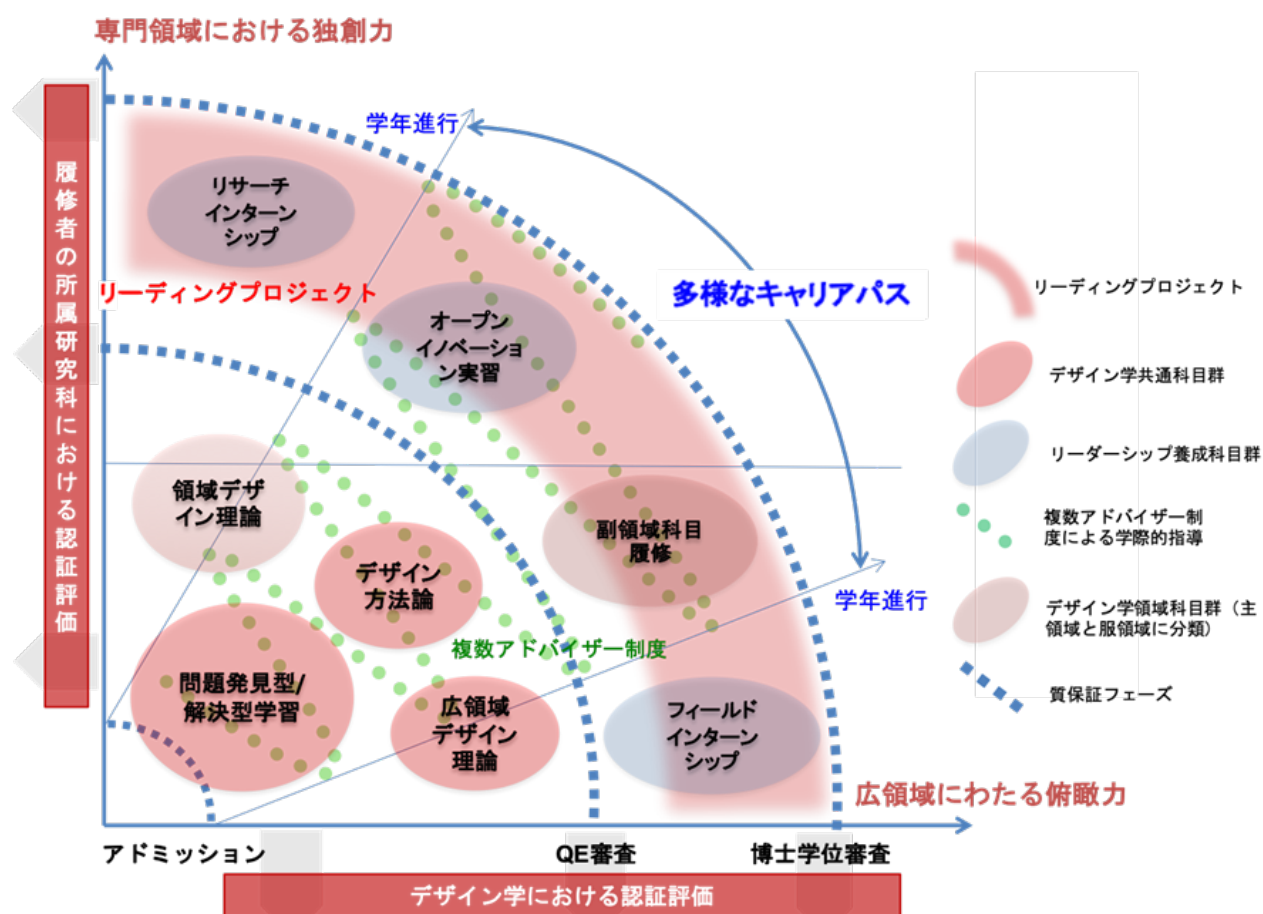 専門領域における独創力
学年進行
履修者の所属研究科における認証評価
リサーチ
インターン
シップ
リーディングプロジェクト
オープン
イノベーショ
ン実習
多様なキャリアパス
領域デザ
イン理論
デザイン
方法論
副領域科目
履修
学年進行
複数アドバイザー制度
問題発見型/
解決型学習
広領域
デザイン
理論
フィールド
インターン
シップ
広領域にわたる俯瞰力
アドミッション
QE審査
博士学位審査
デザイン学における認証評価
リーディングプロジェクト
デザイン学共通科目群
リーダーシップ養成科目群
複数アドバイザー制
度による学際的指導
デザイン学領域科目群（主
領域と服領域に分類）
質保証フェーズ